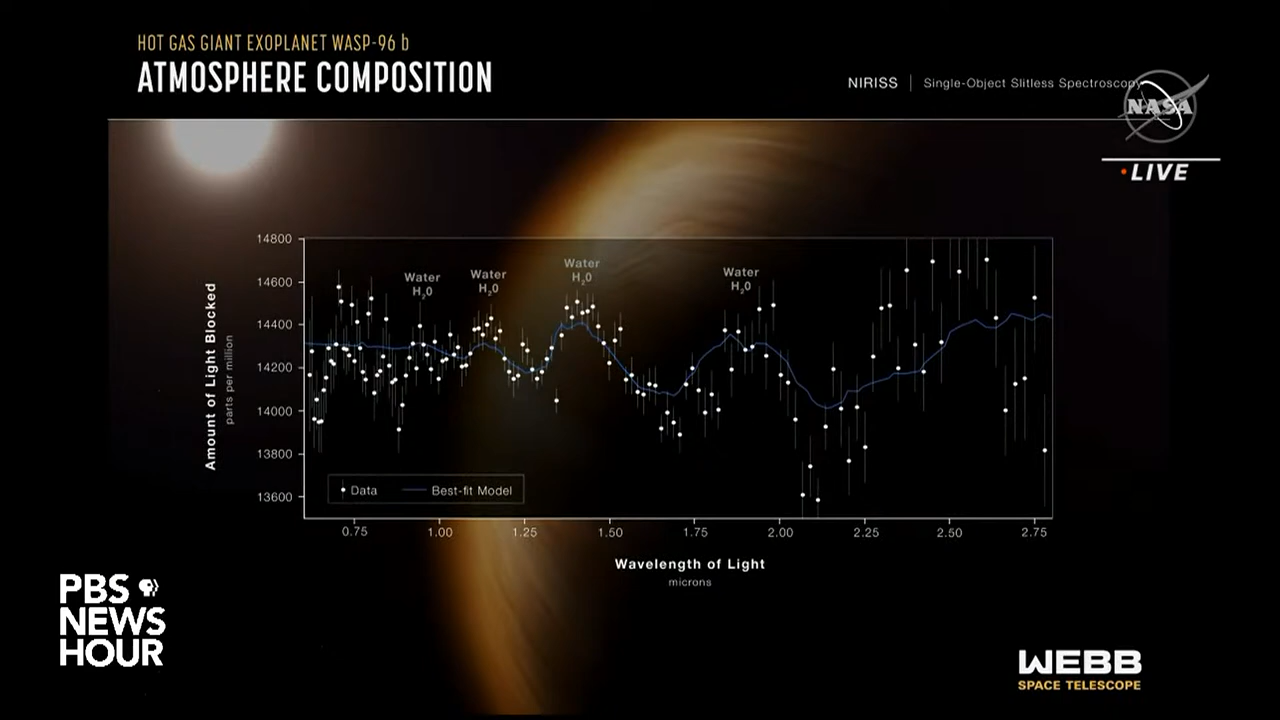 HOT GAS GIANT EXOPLANET WASP-96 b
ATMOSPHERE COMPOSITION
NIRISS | Single-Object Slitless Spectroscopy
NASA
LIVE
14800
14600
14400
14200
14000
13800
13600
Amount of Light Blocked
parts per million
Water
H₂O
Water
H₂O
Water
H₂O
Water
H₂O
Data
Best-fit Model
0.75 1.00 1.25 1.50 1.75 2.00 2.25 2.50 2.75
Wavelength of Light
microns
PBS
NEWS
HOUR
WEBB
SPACE TELESCOPE